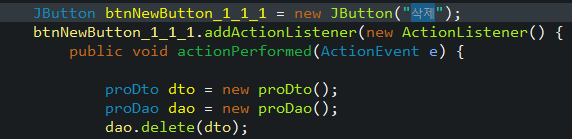 JButton btnNewButton_1_1_1 = new JButton("삭제");
btnNewButton_1_1_1.addActionListener(new ActionListener() {
public void actionPerformed(ActionEvent e) {
proDto dto = new proDto();
proDao dao = new proDao();
dao.delete(dto);